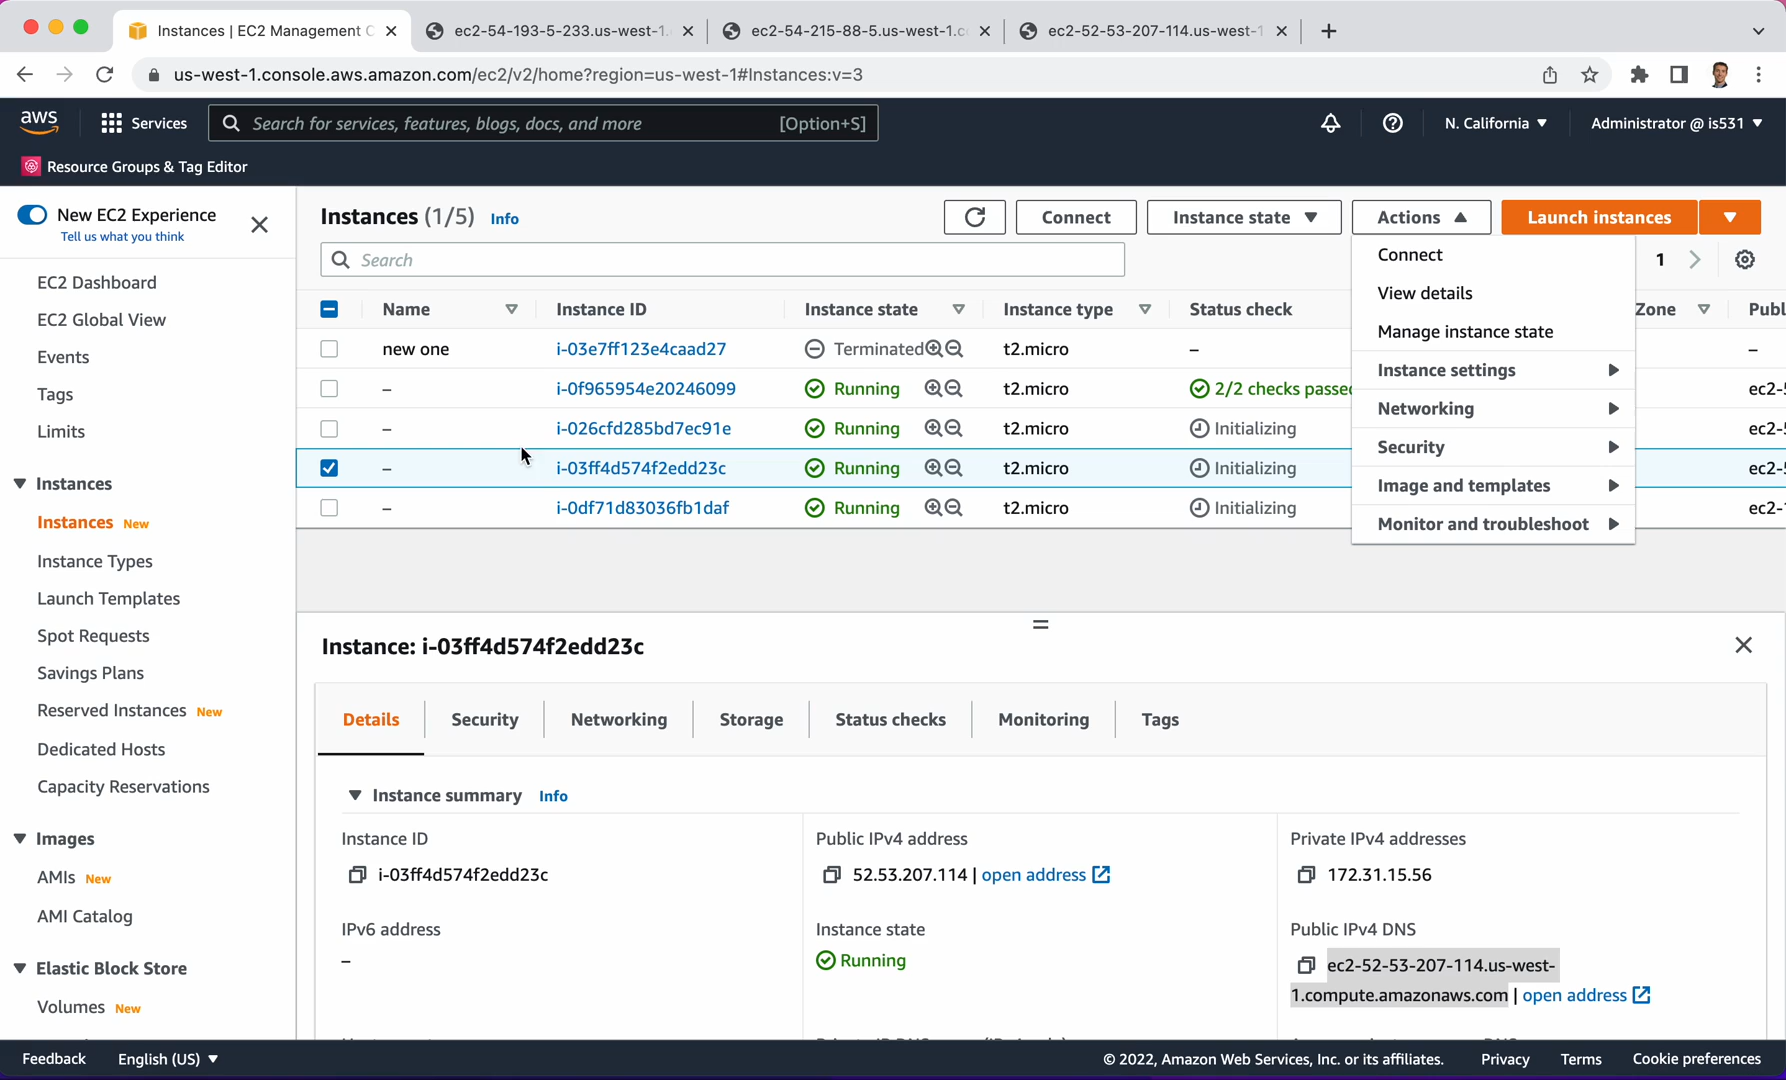 Instances | EC2 Management C
ec2-54-193-5-233.us-west-1.
ec2-54-215-88-5.us-west-1.c
ec2-52-53-207-114.us-west-1
us-west-1.console.aws.amazon.com/ec2/v2/home?region=us-west-1#Instances:v=3
aws
Services
Search for services, features, blogs, docs, and more
[Option+S]
N. California
Administrator @ is531
Resource Groups & Tag Editor
New EC2 Experience
Tell us what you think
EC2 Dashboard
EC2 Global View
Events
Tags
Limits
Instances
Instances New
Instance Types
Launch Templates
Spot Requests
Savings Plans
Reserved Instances New
Dedicated Hosts
Capacity Reservations
Images
AMIs New
AMI Catalog
Elastic Block Store
Volumes New
Instances (1/5) Info
Connect
Instance state
Actions
Launch instances
Search
1
Connect
View details
Manage instance state
Instance settings
Networking
Security
Image and templates
Monitor and troubleshoot
Name Instance ID Instance state Instance type Status check Zone Publ
new one i-03e7ff123e4caad27 Terminated t2.micro – –
– i-0f965954e20246099 Running t2.micro 2/2 checks passed ec2-5
– i-026cfd285bd7ec91e Running t2.micro Initializing ec2-5
– i-03ff4d574f2edd23c Running t2.micro Initializing ec2-5
– i-0df71d83036fb1daf Running t2.micro Initializing ec2-1
Instance: i-03ff4d574f2edd23c
Details Security Networking Storage Status checks Monitoring Tags
Instance summary Info
Instance ID
i-03ff4d574f2edd23c
Public IPv4 address
52.53.207.114 | open address
Private IPv4 addresses
172.31.15.56
IPv6 address
–
Instance state
Running
Public IPv4 DNS
ec2-52-53-207-114.us-west-
1.compute.amazonaws.com | open address
Feedback English (US)
© 2022, Amazon Web Services, Inc. or its affiliates. Privacy Terms Cookie preferences